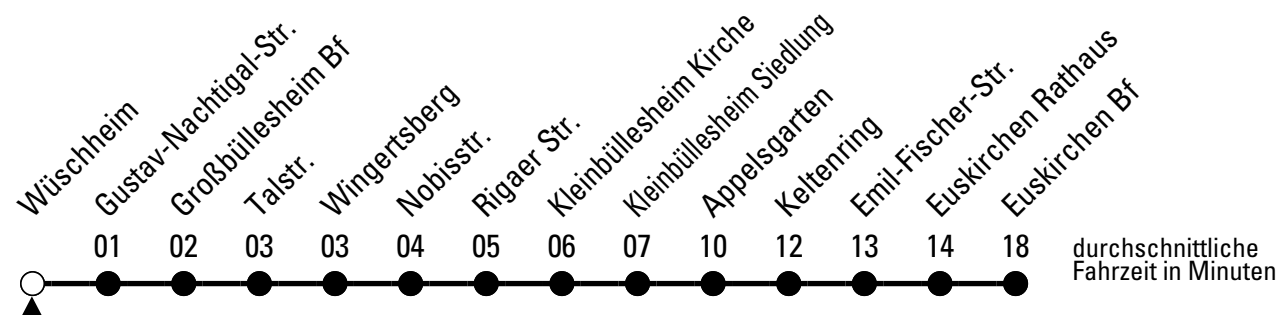 Wüschheim
Gustav-Nachtigal-Str.
Großbüllesheim Bf
Talstr.
Wingertsberg
Nobisstr.
Rigaer Str.
Kleinbüllesheim Kirche
Kleinbüllesheim Siedlung
Appelsgarten
Keltenring
Emil-Fischer-Str.
Euskirchen Rathaus
Euskirchen Bf
01 02 03 03 04 05 06 07 10 12 13 14 18
durchschnittliche
Fahrzeit in Minuten